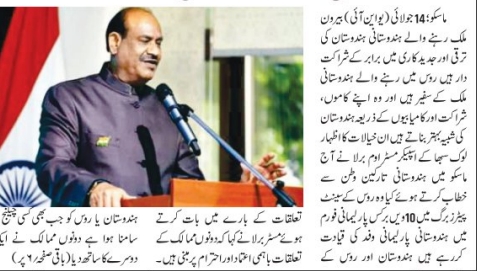 ماسکو؛14 جولائی (یو این آئی) بیرون
ملک رہنے والے ہندوستانی ہندوستان کی
ترقی اور جدید کاری میں برابر کے شراکت
دار ہیں روس میں رہنے والے ہندوستانی
ملک کے سفیر ہیں اور وہ اپنے کاموں،
شراکت اور کامیابیوں کے ذریعہ ہندوستان
کی شبیہ بہتر بناتے ہیں ان خیالات کا اظہار
لوک سبھا کے اسپیکر مسٹر اوم برلا نے آج
ماسکو میں ہندوستانی تارکین وطن سے
خطاب کرتے ہوئے کیا وہ روس کے سینٹ
پیٹرز برگ میں 10ویں برکس پارلیمانی فورم
میں ہندوستانی پارلیمانی وفد کی قیادت
کررہے ہیں ہندوستان اور روس کے
تعلقات کے بارے میں بات کرتے
ہوئے مسٹر برلا نے کہا کہ دونوں ممالک کے
تعلقات باہمی اعتماد اور احترام پر مبنی ہیں۔
ہندوستان یا روس کو جب بھی کسی چیلنج
سامنا ہوا ہے دونوں ممالک نے ایک
دوسرے کا ساتھ دیا (باقی صفحہ ۶ پر)